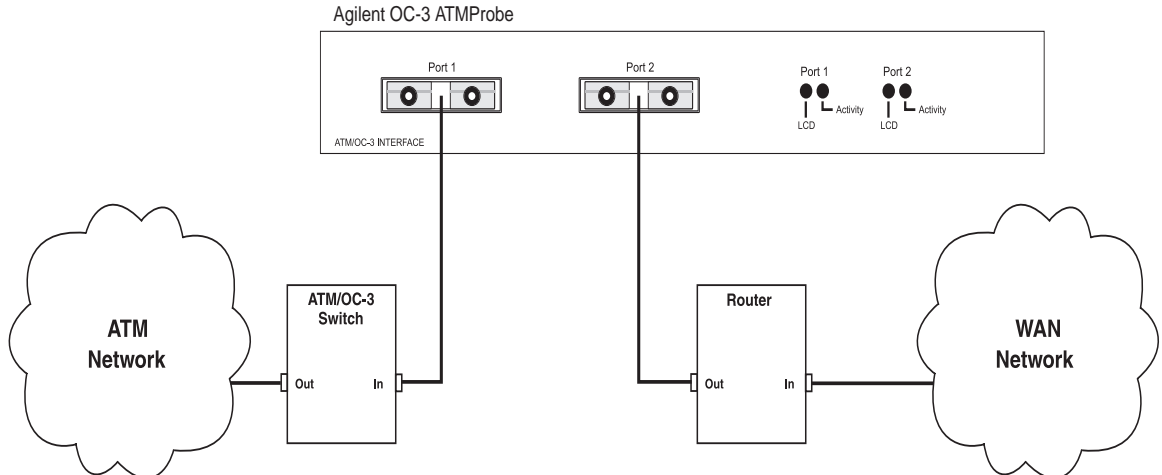 Agilent OC-3 ATMProbe
Port 1
Port 2
Port 1
Port 2
Activity
Activity
LCD
LCD
ATM/OC-3 INTERFACE
ATM/OC-3
Switch
Router
ATM
Network
WAN
Network
Out
In
Out
In